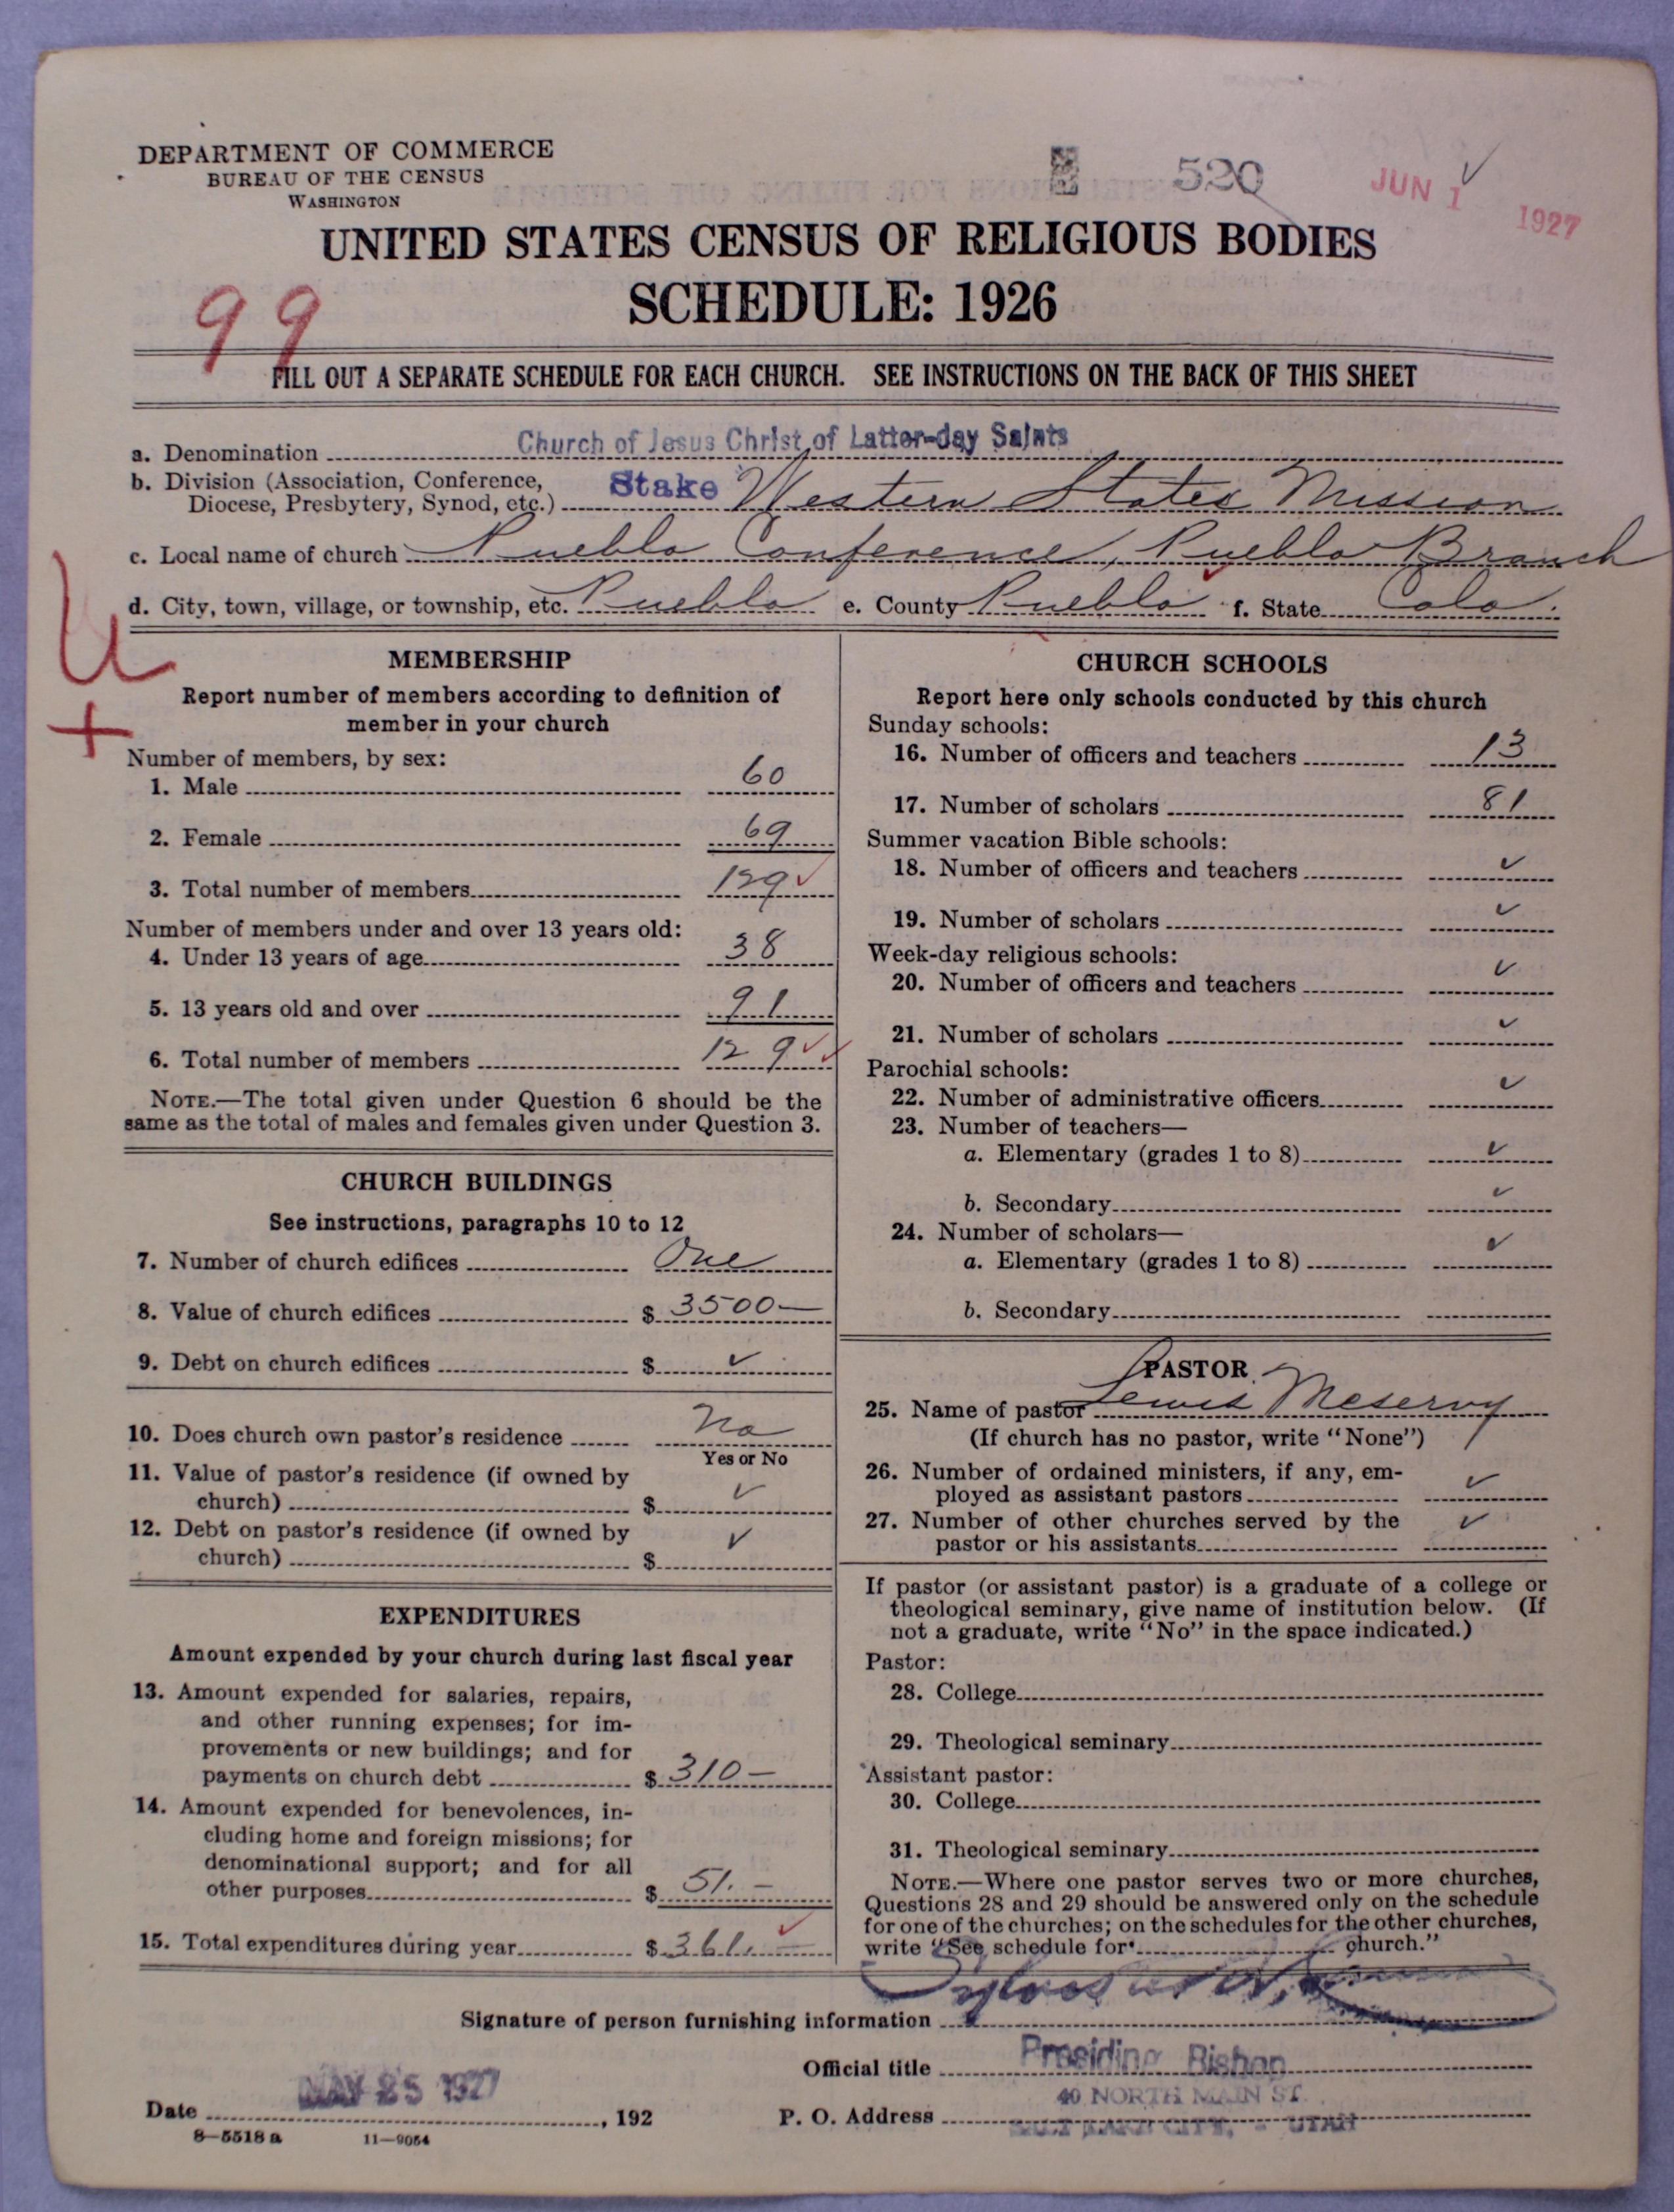 DEPARTMENT OF COMMERCE
BUREAU OF THE CENSUS
WASHINGTON
520
JUN 1 1927
UNITED STATES CENSUS OF RELIGIOUS BODIES
SCHEDULE: 1926
99
FILL OUT A SEPARATE SCHEDULE FOR EACH CHURCH. SEE INSTRUCTIONS ON THE BACK OF THIS SHEET
a. Denomination Church of Jesus Christ of Latter-day Saints
b. Division (Association, Conference,
Diocese, Presbytery, Synod, etc.) Stake Western States Mission
c. Local name of church Pueblo Conference, Pueblo Branch
d. City, town, village, or township, etc. Pueblo e. County Pueblo f. State Colo.
MEMBERSHIP
Report number of members according to definition of
member in your church
Number of members, by sex:
1. Male 60
2. Female 69
3. Total number of members 129 ✓
Number of members under and over 13 years old:
4. Under 13 years of age 38
5. 13 years old and over 91
6. Total number of members 129 ✓✓
NOTE.—The total given under Question 6 should be the
same as the total of males and females given under Question 3.
CHURCH BUILDINGS
See instructions, paragraphs 10 to 12
7. Number of church edifices One
8. Value of church edifices $ 3500—
9. Debt on church edifices $ ✓
10. Does church own pastor's residence No
Yes or No
11. Value of pastor's residence (if owned by
church) $ ✓
12. Debt on pastor's residence (if owned by
church) $ ✓
EXPENDITURES
Amount expended by your church during last fiscal year
13. Amount expended for salaries, repairs,
and other running expenses; for im-
provements or new buildings; and for
payments on church debt $ 310—
14. Amount expended for benevolences, in-
cluding home and foreign missions; for
denominational support; and for all
other purposes $ 51.—
15. Total expenditures during year $ 361.— ✓
CHURCH SCHOOLS
Report here only schools conducted by this church
Sunday schools:
16. Number of officers and teachers 13
17. Number of scholars 81
Summer vacation Bible schools:
18. Number of officers and teachers ✓
19. Number of scholars ✓
Week-day religious schools:
20. Number of officers and teachers ✓
21. Number of scholars ✓
Parochial schools:
22. Number of administrative officers ✓
23. Number of teachers—
a. Elementary (grades 1 to 8) ✓
b. Secondary ✓
24. Number of scholars—
a. Elementary (grades 1 to 8) ✓
b. Secondary
PASTOR
25. Name of pastor Lewis Meservy
(If church has no pastor, write "None")
26. Number of ordained ministers, if any, em-
ployed as assistant pastors ✓
27. Number of other churches served by the
pastor or his assistants ✓
If pastor (or assistant pastor) is a graduate of a college or
theological seminary, give name of institution below. (If
not a graduate, write "No" in the space indicated.)
Pastor:
28. College
29. Theological seminary
Assistant pastor:
30. College
31. Theological seminary
NOTE.—Where one pastor serves two or more churches,
Questions 28 and 29 should be answered only on the schedule
for one of the churches; on the schedules for the other churches,
write "See schedule for church."
Signature of person furnishing information
Official title Presiding Bishop
Date MAY 25 1927, 192
P. O. Address 40 NORTH MAIN ST.
SALT LAKE CITY, - UTAH
8—5518 a 11—9054